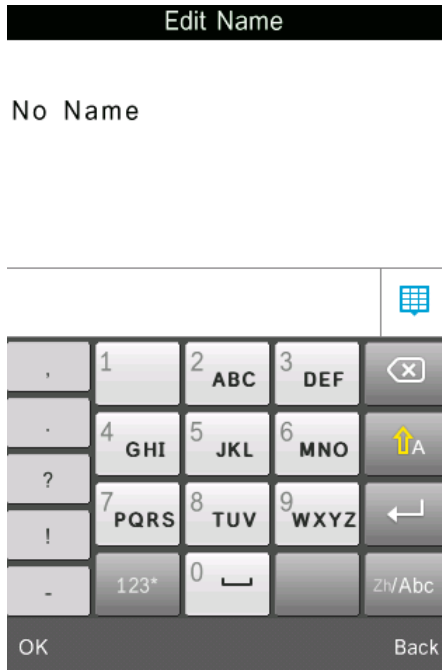 Edit Name
No Name
, 1 2 ABC 3 DEF
. 4 GHI 5 JKL 6 MNO A
?
! 7 PQRS 8 TUV 9 WXYZ
- 123* 0 Zh/Abc
OK Back